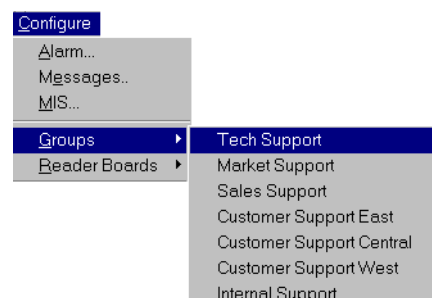 Configure
Alarm...
Messages..
MIS...
Groups
Reader Boards
Tech Support
Market Support
Sales Support
Customer Support East
Customer Support Central
Customer Support West
Internal Support